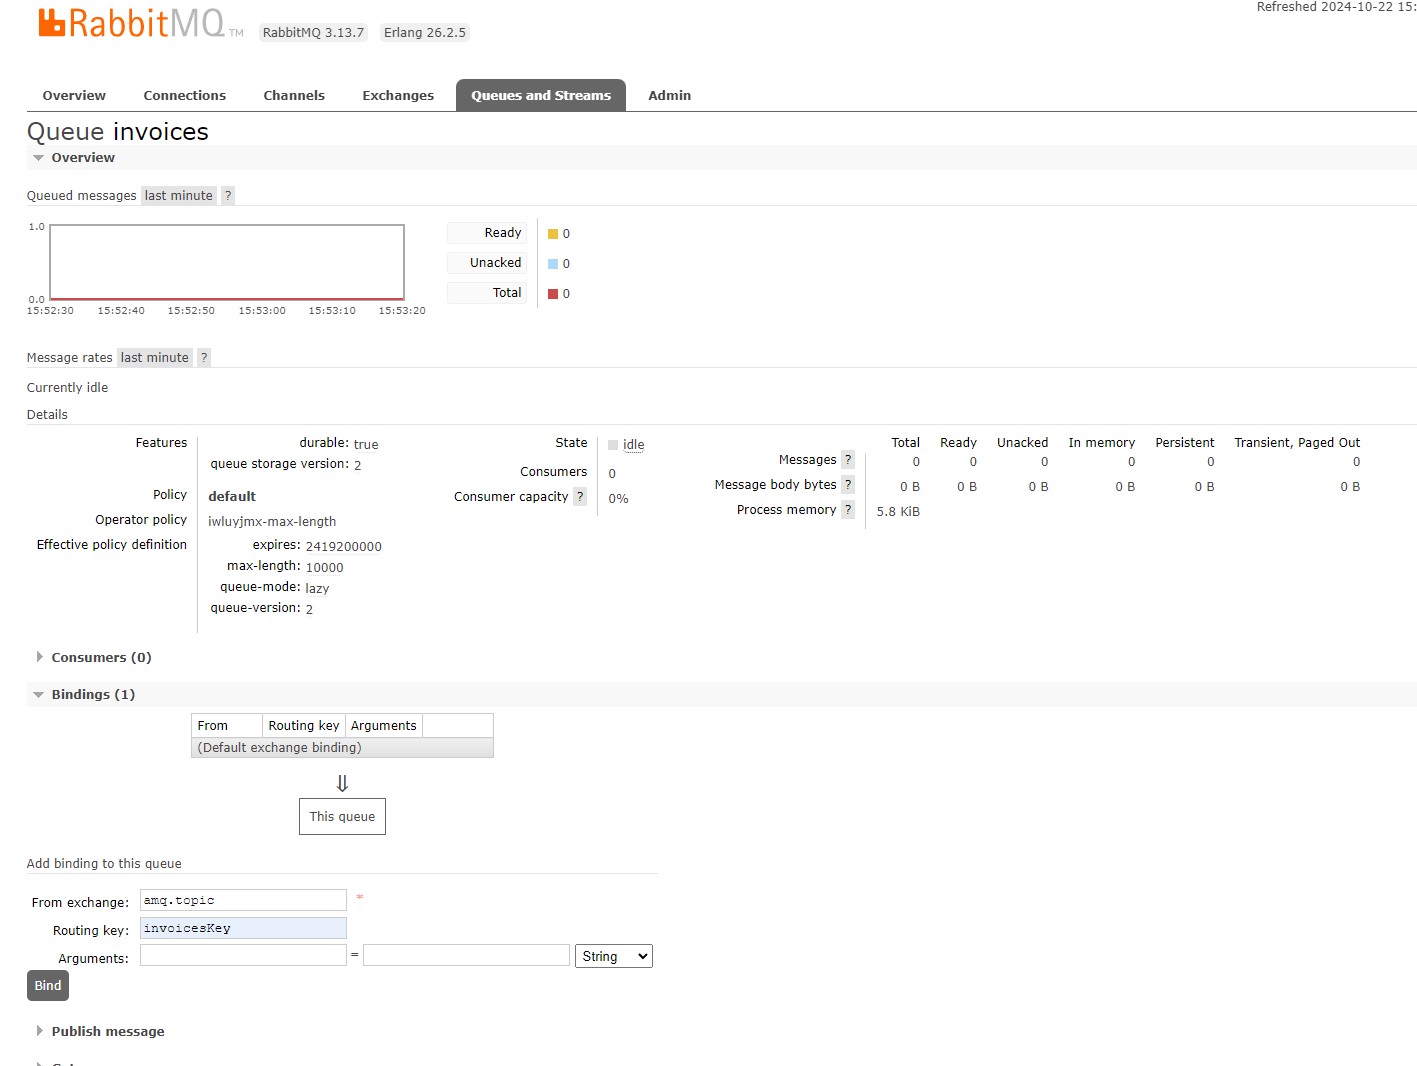 Refreshed 2024-10-22 15:
RabbitMQ TM RabbitMQ 3.13.7 Erlang 26.2.5
Overview Connections Channels Exchanges Queues and Streams Admin
Queue invoices
Overview
Queued messages last minute ?
1.0
0.0
15:52:30 15:52:40 15:52:50 15:53:00 15:53:10 15:53:20
Ready 0
Unacked 0
Total 0
Message rates last minute ?
Currently idle
Details
Features durable: true
queue storage version: 2
Policy default
Operator policy iwluyjmx-max-length
Effective policy definition expires: 2419200000
max-length: 10000
queue-mode: lazy
queue-version: 2
State idle
Consumers 0
Consumer capacity ? 0%
Total Ready Unacked In memory Persistent Transient, Paged Out
Messages ? 0 0 0 0 0 0
Message body bytes ? 0 B 0 B 0 B 0 B 0 B 0 B
Process memory ? 5.8 KiB
Consumers (0)
Bindings (1)
From Routing key Arguments
(Default exchange binding)
⇓
This queue
Add binding to this queue
From exchange: amq.topic *
Routing key: invoicesKey
Arguments: = String
Bind
Publish message